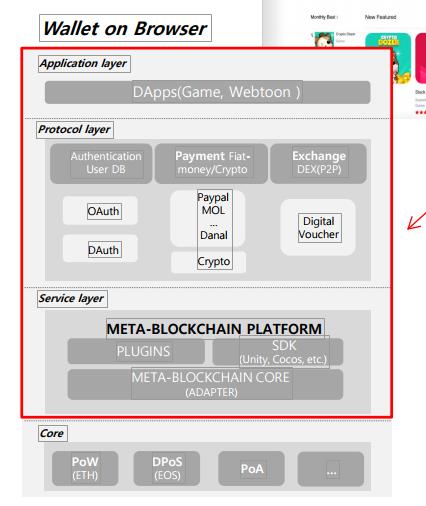 Wallet on Browser
Monthly Best
New Featured
CRYPTO
DOZER
Application layer
DApps(Game, Webtoon )
Protocol layer
Authentication
User DB
Payment Fiat-
money/Crypto
Exchange
DEX(P2P)
OAuth
DAuth
Paypal
MOL
...
Danal
Crypto
Digital
Voucher
Service layer
META-BLOCKCHAIN PLATFORM
PLUGINS
SDK
(Unity, Cocos, etc.)
META-BLOCKCHAIN CORE
(ADAPTER)
Core
PoW
(ETH)
DPoS
(EOS)
PoA
...